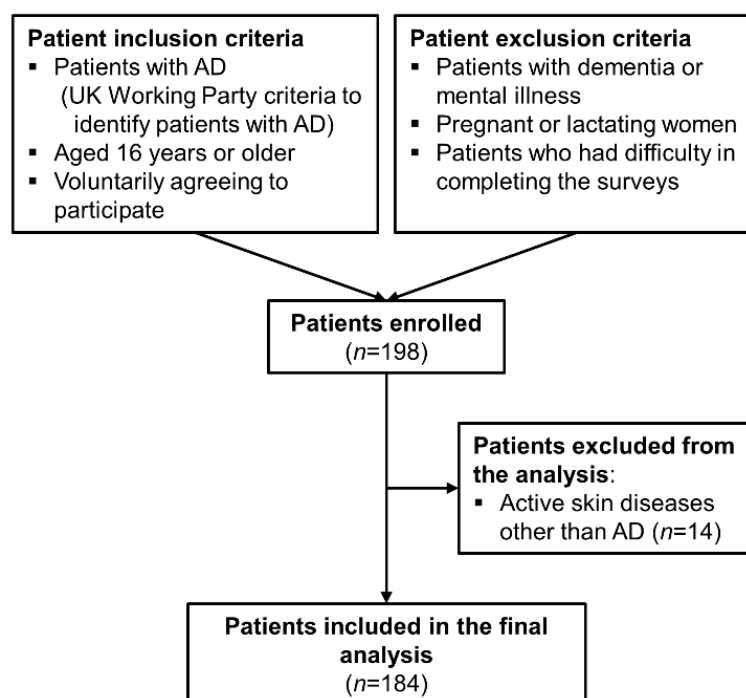 Patient inclusion criteria
▪ Patients with AD
(UK Working Party criteria to
identify patients with AD)
▪ Aged 16 years or older
▪ Voluntarily agreeing to
participate
Patient exclusion criteria
▪ Patients with dementia or
mental illness
▪ Pregnant or lactating women
▪ Patients who had difficulty in
completing the surveys
Patients enrolled
(n=198)
Patients excluded from
the analysis:
▪ Active skin diseases
other than AD (n=14)
Patients included in the final
analysis
(n=184)